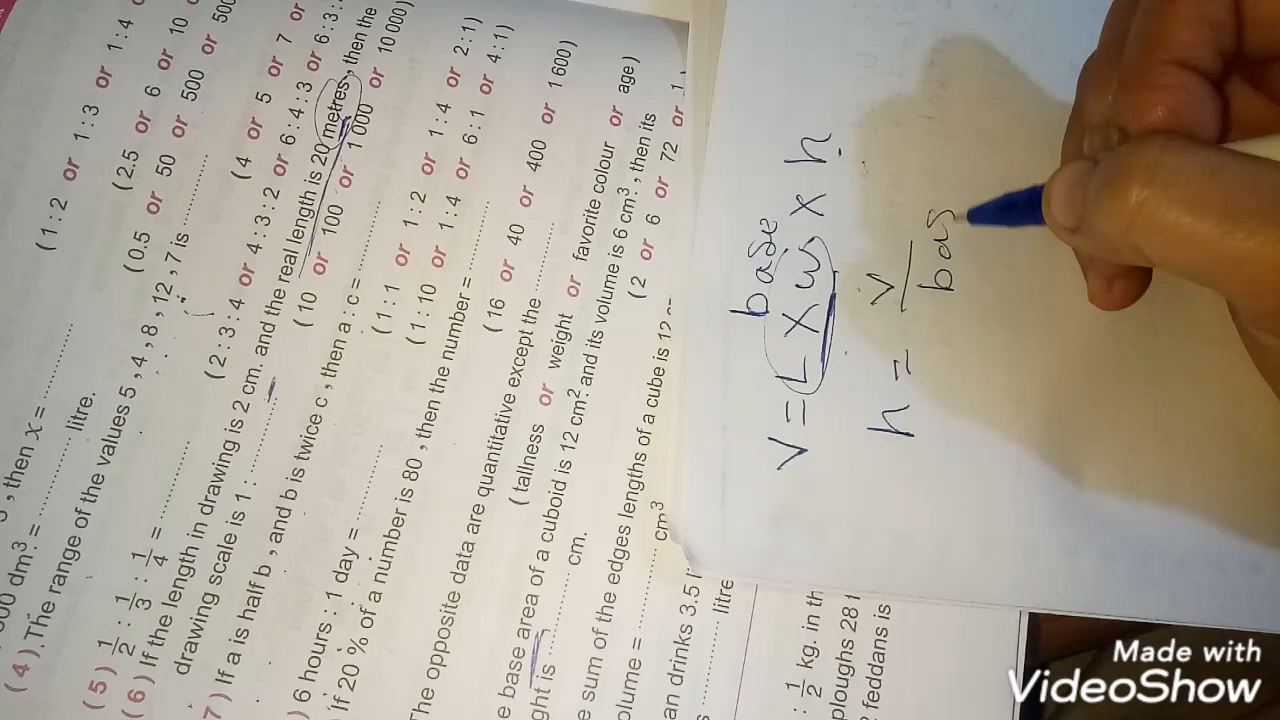 (1:2 or 1:3 or 1:4
, then x = ............
(2.5 or 6 or 10
00 dm³. = ............ litre.
(0.5 or 50 or 500 or 500
(4). The range of the values 5, 4, 8, 12, 7 is ............
(4 or 5 or 7 or
(5) 1/2 : 1/3 : 1/4 = ............
(2:3:4 or 4:3:2 or 6:4:3 or 6:3:
(6) If the length in drawing is 2 cm. and the real length is 20 metres, then the
drawing scale is 1 : ............
(10 or 100 or 1 000 or 10 000)
7) If a is half b, and b is twice c, then a : c = ............
(1:1 or 1:2 or 1:4 or 2:1)
) 6 hours : 1 day = ............
(1:10 or 1:4 or 6:1 or 4:1)
If 20 % of a number is 80, then the number = ............
(16 or 40 or 400 or 1 600)
The opposite data are quantitative except the ............
(tallness or weight or favorite colour or age)
e base area of a cuboid is 12 cm² and its volume is 6 cm³., then its
ght is ............ cm.
(2 or 6 or 72 or 1
e sum of the edges lengths of a cube is 12
olume = ............ cm³
an drinks 3.5 l
s ............ litre
: 1/2 kg. in th
ploughs 28
feddans is
base
V = L X w x h
h = V/bas
Made with
VideoShow